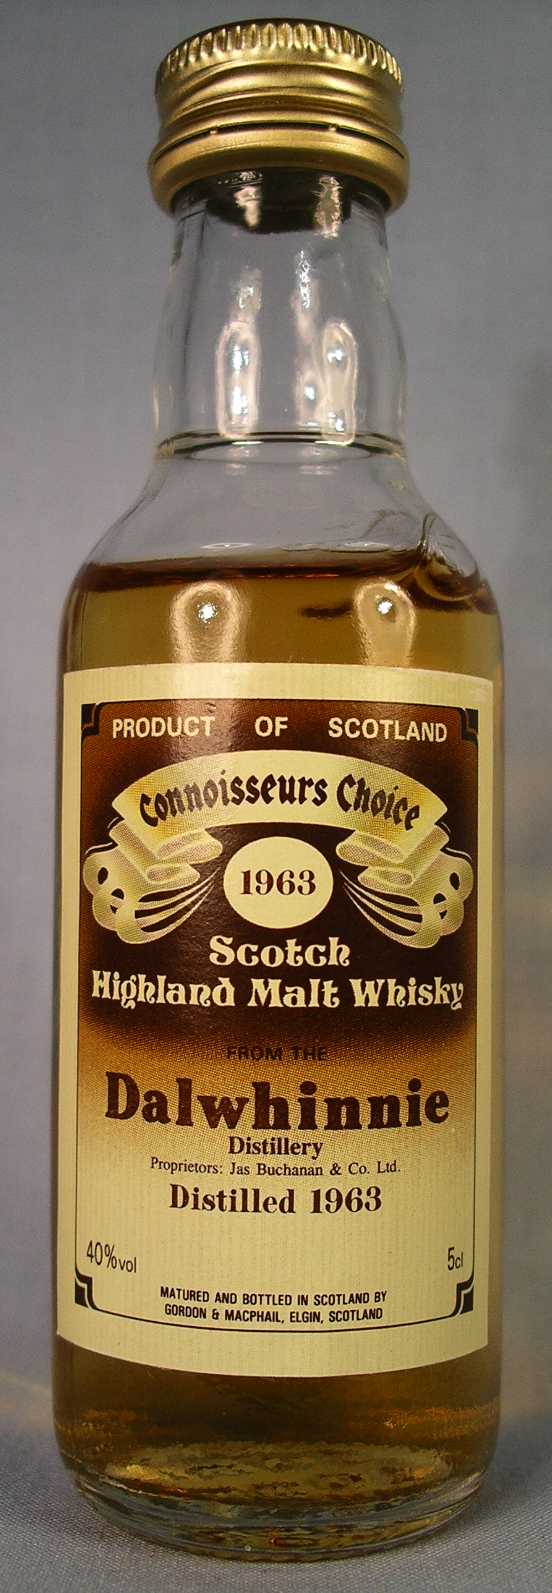 PRODUCT OF SCOTLAND
Connoisseurs Choice
1963
Scotch
Highland Malt Whisky
FROM THE
Dalwhinnie
Distillery
Proprietors: Jas Buchanan & Co. Ltd.
Distilled 1963
40%vol 5cl
MATURED AND BOTTLED IN SCOTLAND BY
GORDON & MACPHAIL, ELGIN, SCOTLAND